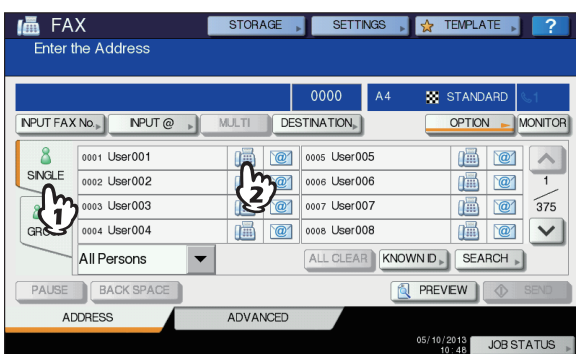 FAX STORAGE SETTINGS TEMPLATE ?
Enter the Address
0000 A4 STANDARD 1
INPUT FAX No. INPUT @ MULTI DESTINATION OPTION MONITOR
SINGLE
0001 User001 @ 0005 User005 @
0002 User002 @ 0006 User006 @
0003 User003 @ 0007 User007 @
0004 User004 @ 0008 User008 @
1
375
1
2
All Persons ALL CLEAR KNOWN ID SEARCH
PAUSE BACK SPACE PREVIEW SEND
ADDRESS ADVANCED
05/10/2013
10:46 JOB STATUS